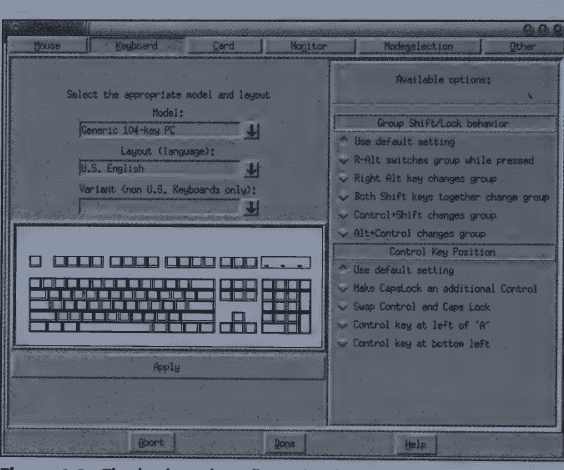 Mouse
Keyboard
Card
Monitor
Modeselection
Other
Select the appropriate model and layout
Model:
Generic 104-key PC
Layout (language):
U.S. English
Variant (non U.S. Keyboards only):
Apply
Available options:
Group Shift/Lock behavior
Use default setting
R-Alt switches group while pressed
Right Alt key changes group
Both Shift keys together change group
Control+Shift changes group
Alt+Control changes group
Control Key Position
Use default setting
Make CapsLock an additional Control
Swap Control and Caps Lock
Control key at left of 'A'
Control key at bottom left
Abort
Done
Help